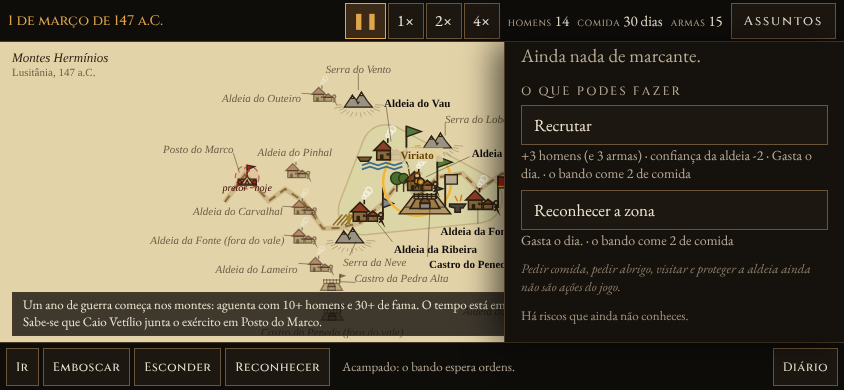 1 DE MARÇO DE 147 A.C.
1×
2×
4×
HOMENS 14 COMIDA 30 dias ARMAS 15
ASSUNTOS
Montes Hermínios
Lusitânia, 147 a.C.
Serra do Vento
Aldeia do Outeiro
Aldeia do Vau
Serra do Lobo
Posto do Marco
Aldeia do Pinhal
Viriato
Aldeia
pretor · hoje
Aldeia do Carvalhal
Aldeia da Fonte (fora do vale)
Aldeia da Ribeira
Serra da Neve
Castro do
Aldeia do Lameiro
Castro da Pedra Alta
Um ano de guerra começa nos montes: aguenta com 10+ homens e 30+ de fama. O tempo está em
Sabe-se que Caio Vetílio junta o exército em Posto do Marco.
Castro do Penedo (fora do vale)
Ainda nada de marcante.
O QUE PODES FAZER
Recrutar
+3 homens (e 3 armas) · confiança da aldeia -2 · Gasta o
dia. · o bando come 2 de comida
Reconhecer a zona
Gasta o dia. · o bando come 2 de comida
Pedir comida, pedir abrigo, visitar e proteger a aldeia ainda
não são ações do jogo.
Há riscos que ainda não conheces.
IR
EMBOSCAR
ESCONDER
RECONHECER
Acampado: o bando espera ordens.
DIÁRIO